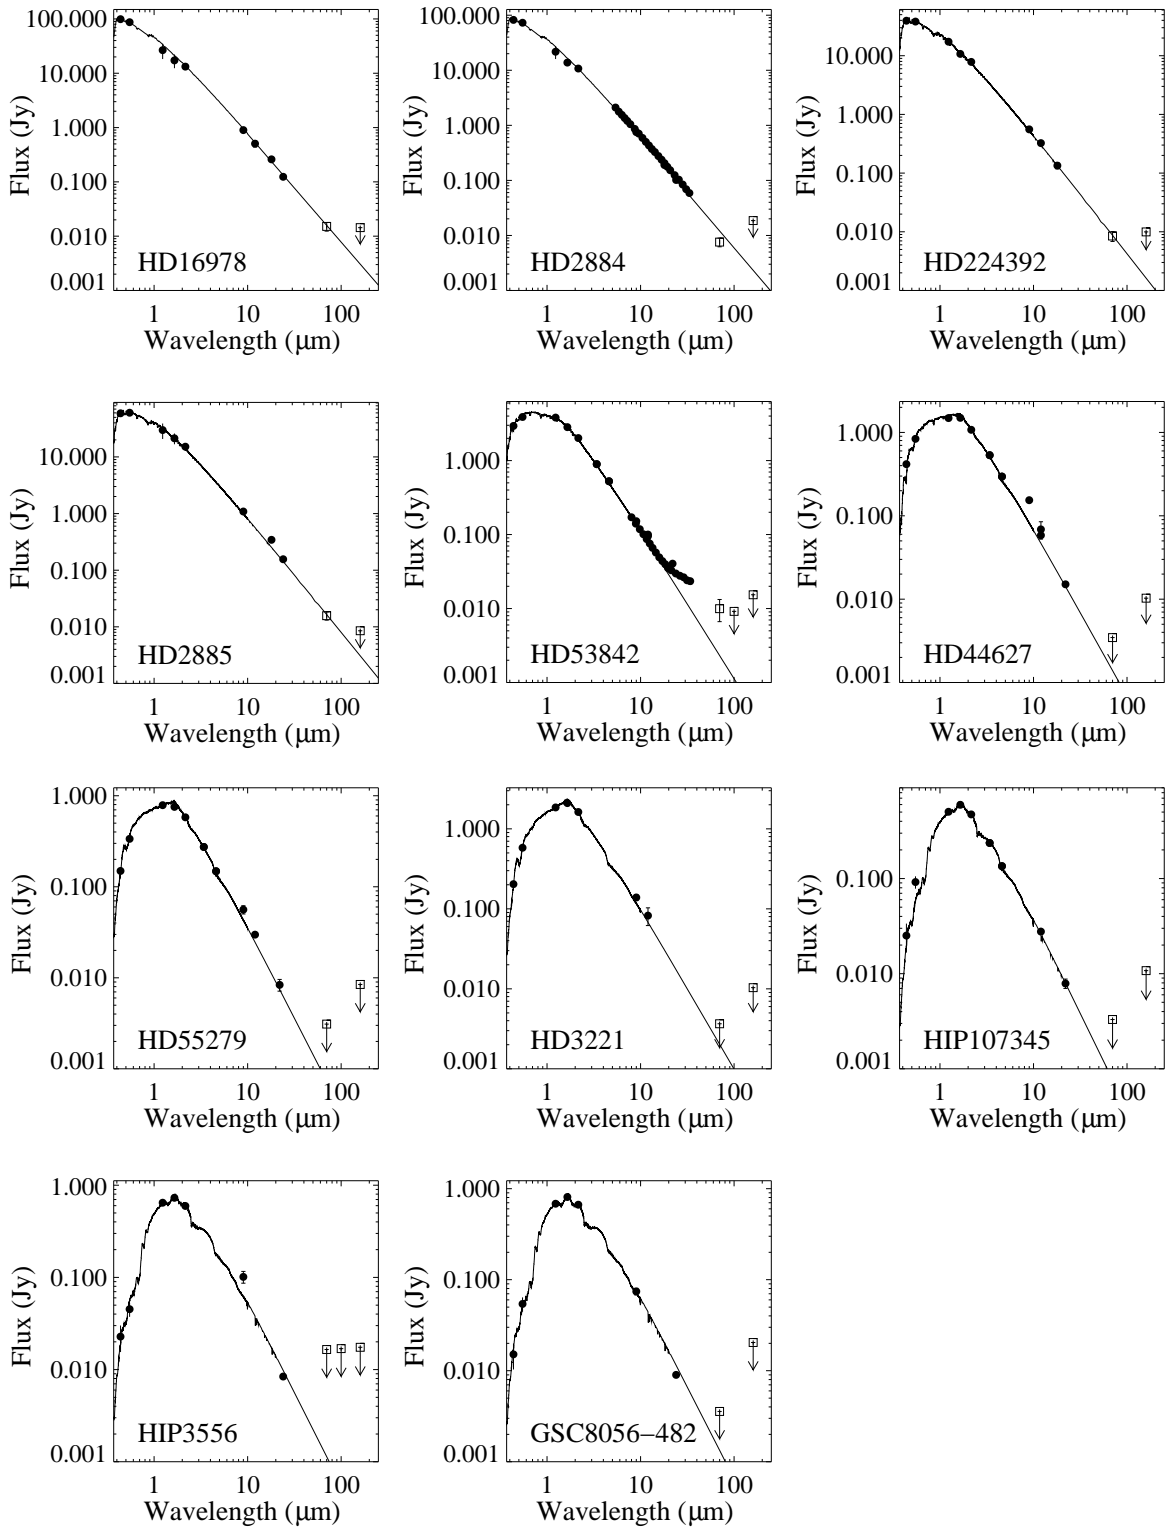 100.000
10.000
1.000
0.100
0.010
0.001
Flux (Jy)
HD16978
1 10 100
Wavelength (μm)
100.000
10.000
1.000
0.100
0.010
0.001
Flux (Jy)
HD2884
1 10 100
Wavelength (μm)
10.000
1.000
0.100
0.010
0.001
Flux (Jy)
HD224392
1 10 100
Wavelength (μm)
10.000
1.000
0.100
0.010
0.001
Flux (Jy)
HD2885
1 10 100
Wavelength (μm)
1.000
0.100
0.010
0.001
Flux (Jy)
HD53842
1 10 100
Wavelength (μm)
1.000
0.100
0.010
0.001
Flux (Jy)
HD44627
1 10 100
Wavelength (μm)
1.000
0.100
0.010
0.001
Flux (Jy)
HD55279
1 10 100
Wavelength (μm)
1.000
0.100
0.010
0.001
Flux (Jy)
HD3221
1 10 100
Wavelength (μm)
0.100
0.010
0.001
Flux (Jy)
HIP107345
1 10 100
Wavelength (μm)
1.000
0.100
0.010
0.001
Flux (Jy)
HIP3556
1 10 100
Wavelength (μm)
1.000
0.100
0.010
0.001
Flux (Jy)
GSC8056−482
1 10 100
Wavelength (μm)